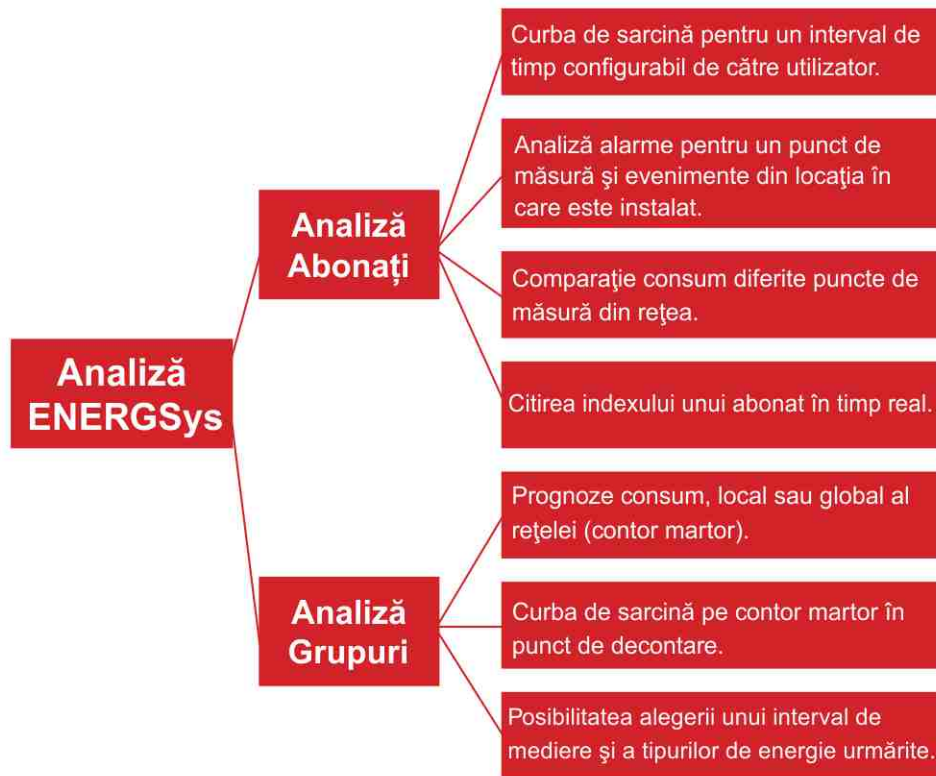 Analiză
ENERGSys
Analiză
Abonați
Curba de sarcină pentru un interval de
timp configurabil de către utilizator.
Analiză alarme pentru un punct de
măsură şi evenimente din locaţia în
care este instalat.
Comparaţie consum diferite puncte de
măsură din reţea.
Citirea indexului unui abonat în timp real.
Analiză
Grupuri
Prognoze consum, local sau global al
reţelei (contor martor).
Curba de sarcină pe contor martor în
punct de decontare.
Posibilitatea alegerii unui interval de
mediere şi a tipurilor de energie urmărite.